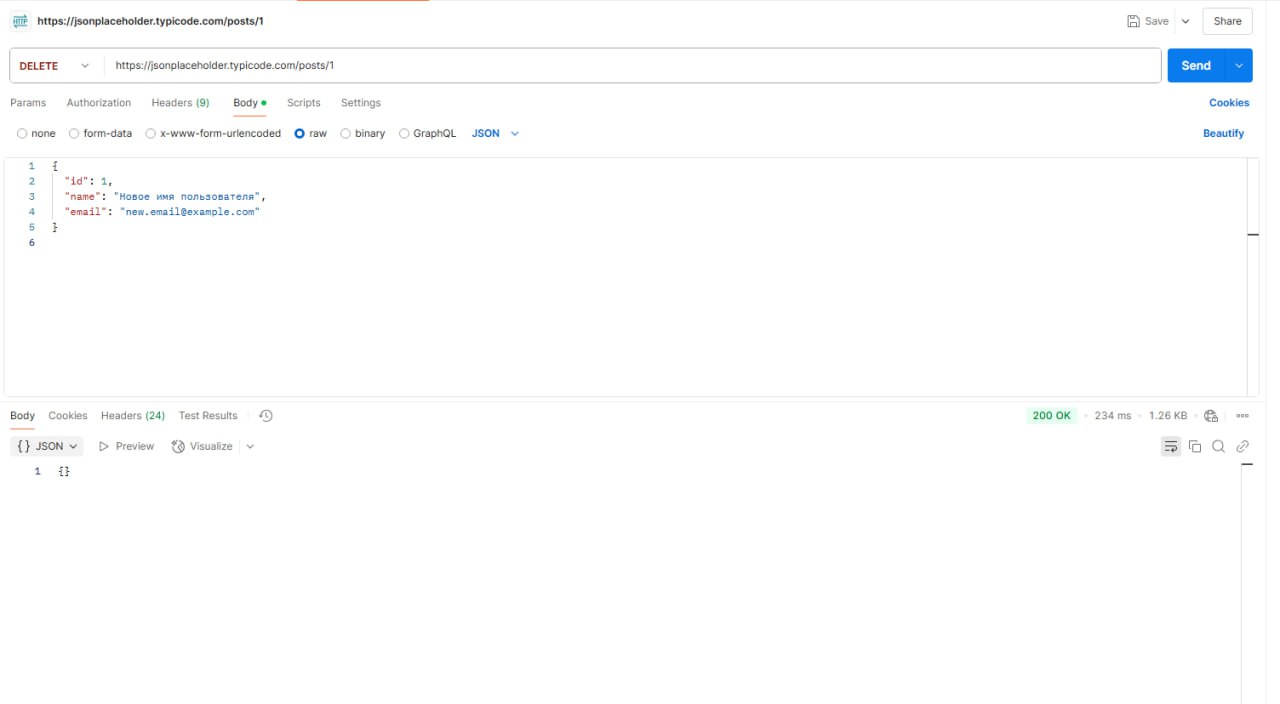 HTTP https://jsonplaceholder.typicode.com/posts/1 Save Share
DELETE https://jsonplaceholder.typicode.com/posts/1 Send
Params Authorization Headers (9) Body Scripts Settings Cookies
none form-data x-www-form-urlencoded raw binary GraphQL JSON Beautify
1 {
2 "id": 1,
3 "name": "Новое имя пользователя",
4 "email": "new.email@example.com"
5 }
6
Body Cookies Headers (24) Test Results 200 OK 234 ms 1.26 KB
{} JSON Preview Visualize
1 {}